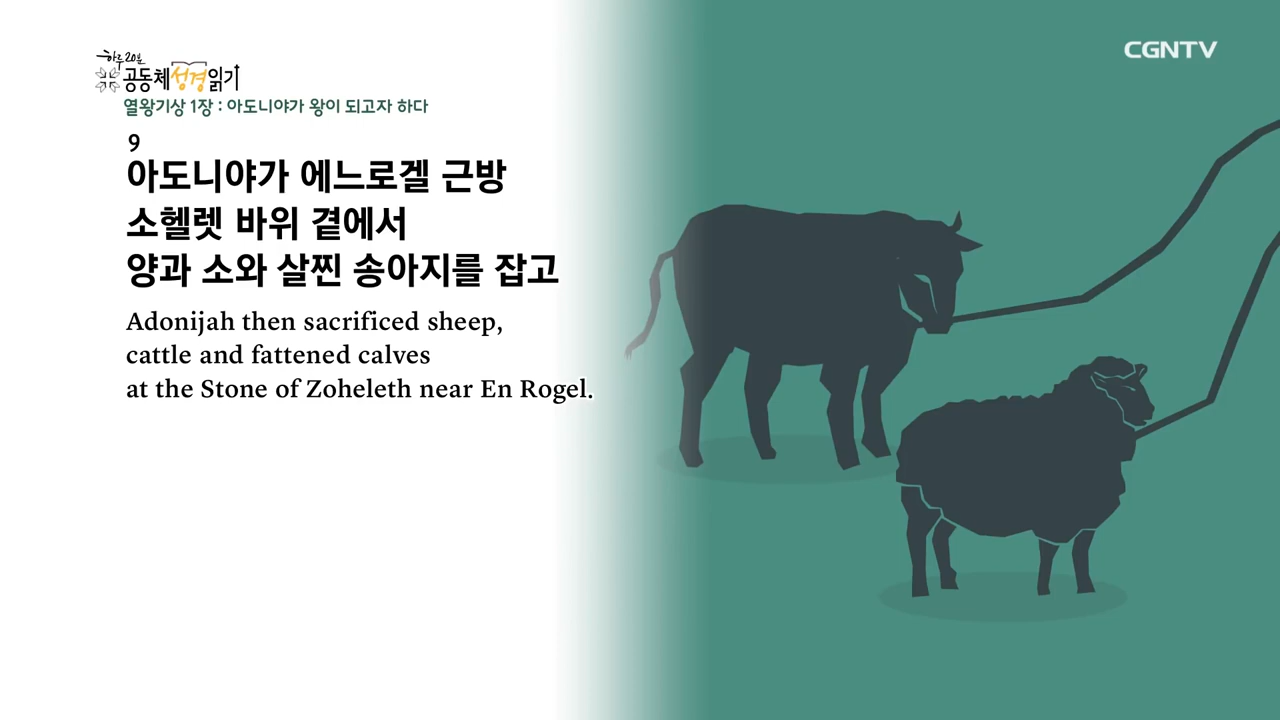 하루 20분
공동체성경읽기
CGNTV
열왕기상 1장 : 아도니야가 왕이 되고자 하다
9
아도니야가 에느로겔 근방
소헬렛 바위 곁에서
양과 소와 살찐 송아지를 잡고
Adonijah then sacrificed sheep,
cattle and fattened calves
at the Stone of Zoheleth near En Rogel.